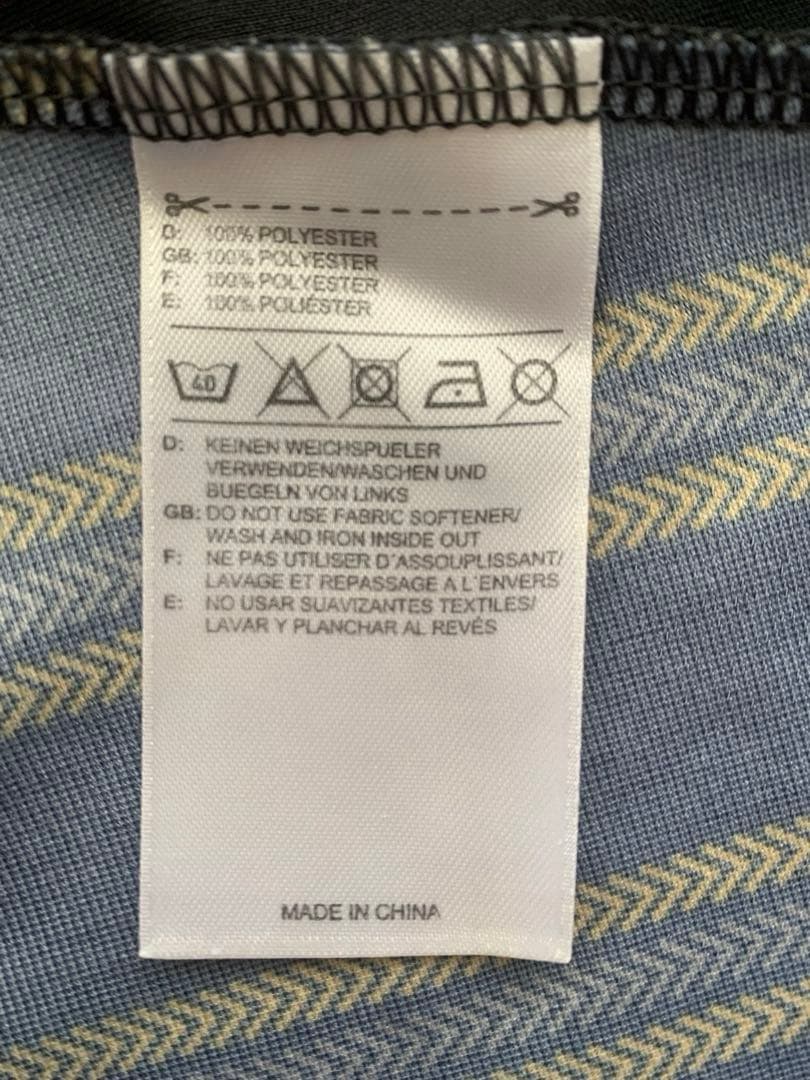 D: 100% POLYESTER
GB: 100% POLYESTER
F: 100% POLYESTER
E: 100% POLIÉSTER
40
D: KEINEN WEICHSPUELER
VERWENDEN/WASCHEN UND
BUEGELN VON LINKS
GB: DO NOT USE FABRIC SOFTENER/
WASH AND IRON INSIDE OUT
F: NE PAS UTILISER D'ASSOUPLISSANT/
LAVAGE ET REPASSAGE A L'ENVERS
E: NO USAR SUAVIZANTES TEXTILES/
LAVAR Y PLANCHAR AL REVÉS
MADE IN CHINA